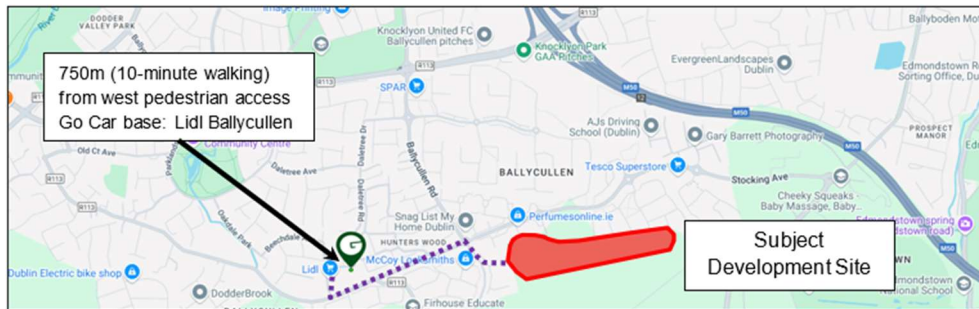 DODDER
VALLEY PARK
Image Printing
Knocklyon United FC
Ballycullen pitches
Knocklyon Park
GAA Pitches
EvergreenLandscapes
Dublin
Ballyboden
Edmondstown
Sorting Office, Du
M50
12
R113
750m (10-minute walking)
from west pedestrian access
Go Car base: Lidl Ballycullen
SPAR
AJs Driving
School (Dublin)
Gary Barrett Photography
PROSPECT
MANOR
Community Centre
Old Ct Ave
Daletree Ave
Daletree Rd
Ballycullen Rd
BALLYCULLEN
Tesco Superstore
Stocking Ave
M50
R113
Cheeky Squeaks -
Baby Massage, Baby...
R113
Oakdale Park
Beechdale
Snag List My
Home Dublin
Perfumesonline.ie
HUNTERS WOOD
McCoy Locksmiths
Lidl
G
Dublin Electric bike shop
DodderBrook
Firhouse Educate
R113
Subject
Development Site
Edmondstown
National School